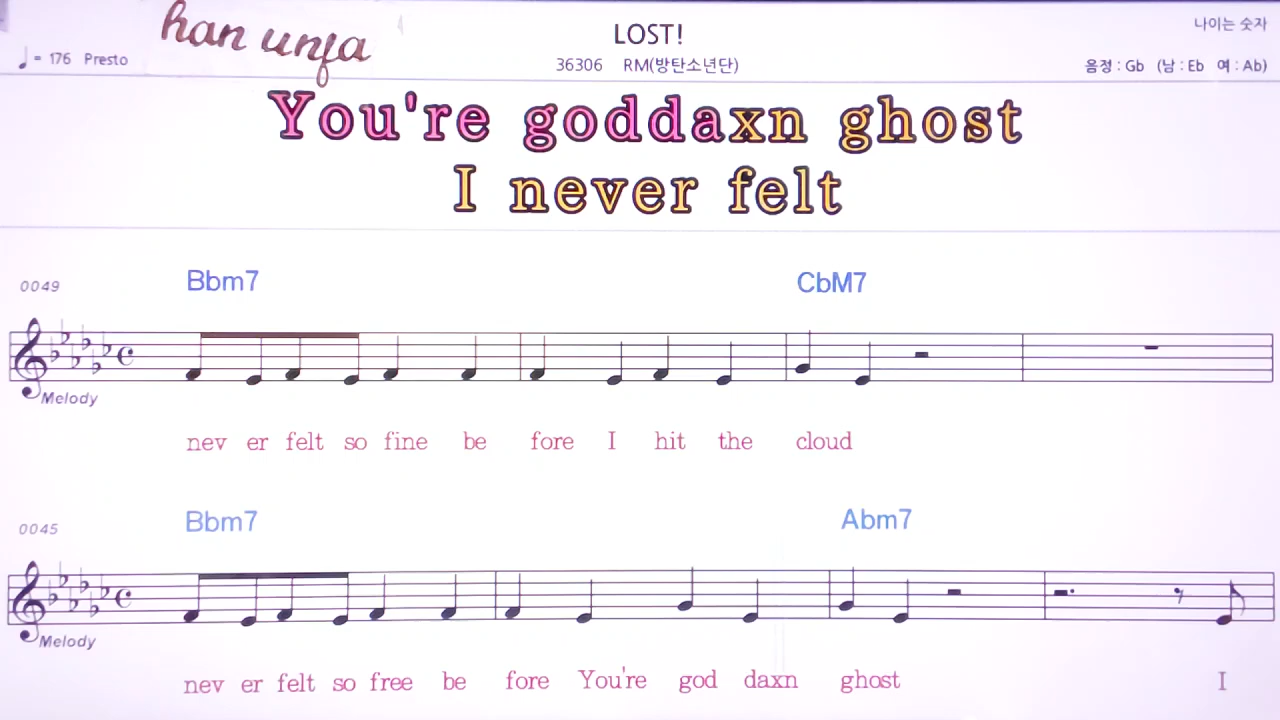 han unja
LOST!
나이는 숫자
♩= 176 Presto
36306 RM(방탄소년단)
음정 : Gb (남 : Eb 여 : Ab)
You're goddaxn ghost
I never felt
0049
Bbm7 CbM7
Melody
nev er felt so fine be fore I hit the cloud
0045
Bbm7 Abm7
Melody
nev er felt so free be fore You're god daxn ghost I